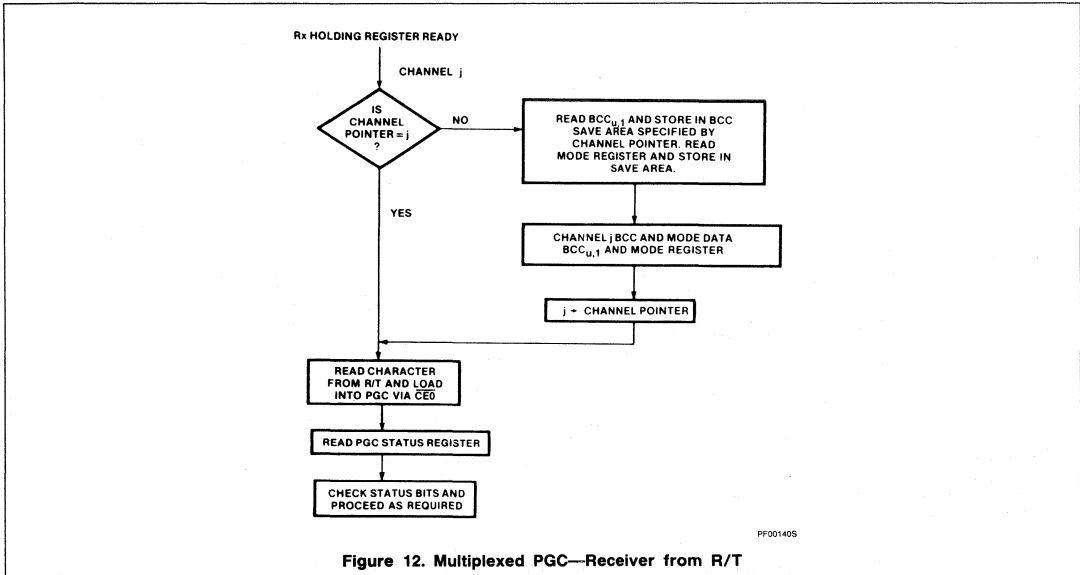 Rx HOLDING REGISTER READY
CHANNEL j
IS
CHANNEL
POINTER = j
?
NO
YES
READ BCCu,1 AND STORE IN BCC
SAVE AREA SPECIFIED BY
CHANNEL POINTER. READ
MODE REGISTER AND STORE IN
SAVE AREA.
CHANNEL j BCC AND MODE DATA
BCCu,1 AND MODE REGISTER
j → CHANNEL POINTER
READ CHARACTER
FROM R/T AND LOAD
INTO PGC VIA C̅E̅0̅
READ PGC STATUS REGISTER
CHECK STATUS BITS AND
PROCEED AS REQUIRED
PF00140S
Figure 12. Multiplexed PGC—Receiver from R/T